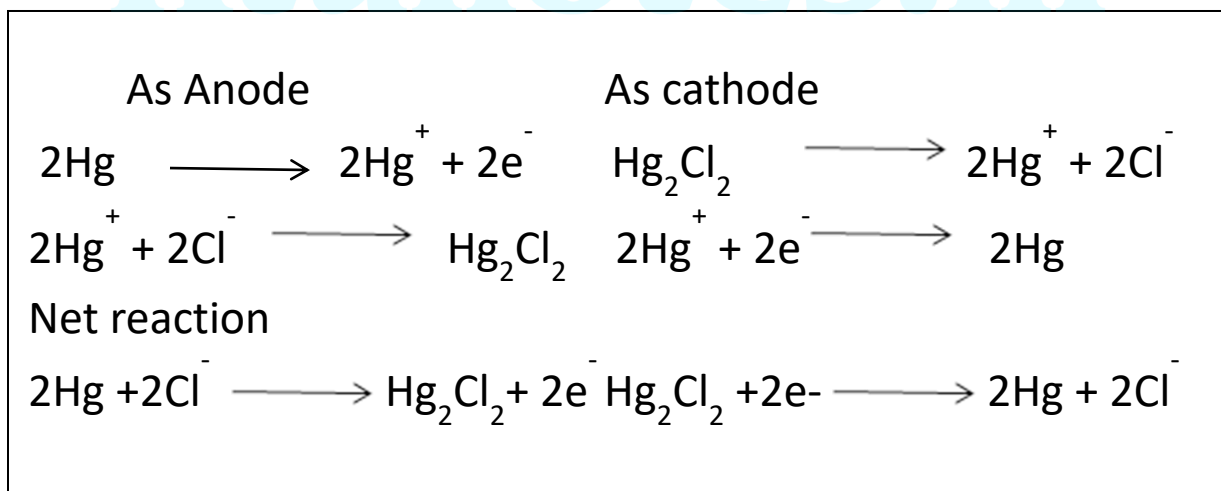 As Anode As cathode
2Hg ⟶ 2Hg⁺ + 2e⁻ Hg₂Cl₂ ⟶ 2Hg⁺ + 2Cl⁻
2Hg⁺ + 2Cl⁻ ⟶ Hg₂Cl₂ 2Hg⁺ + 2e⁻ ⟶ 2Hg
Net reaction
2Hg +2Cl⁻ ⟶ Hg₂Cl₂+ 2e⁻ Hg₂Cl₂ +2e- ⟶ 2Hg + 2Cl⁻